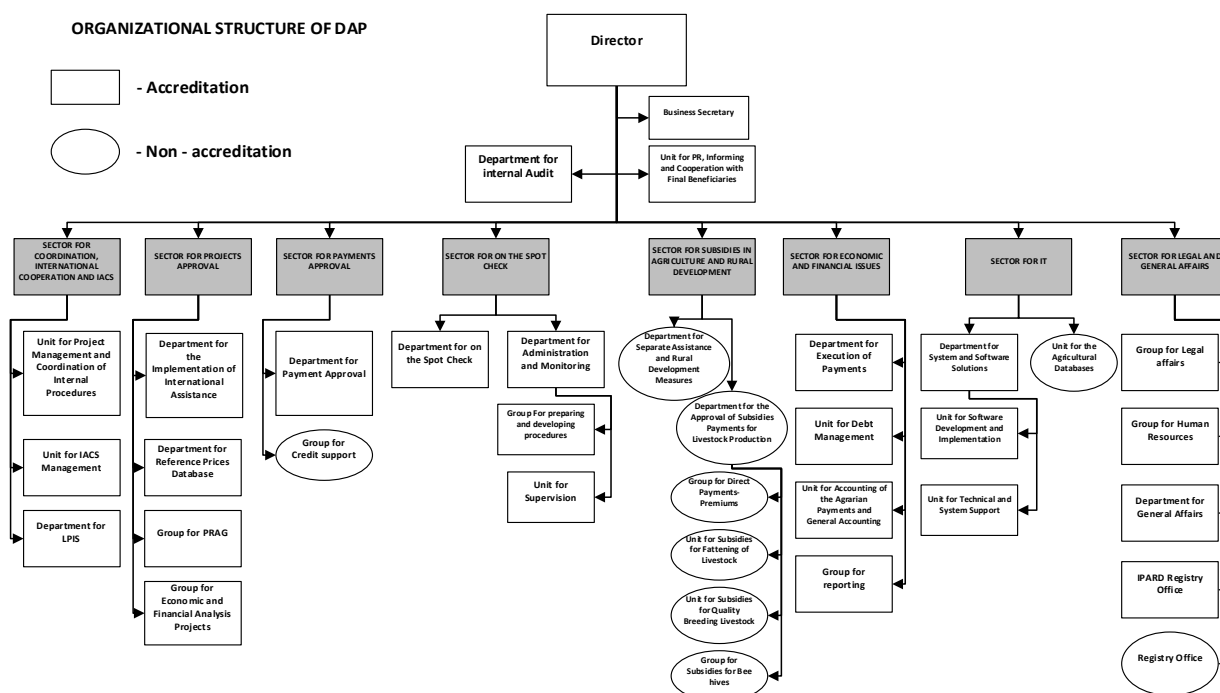 ORGANIZATIONAL STRUCTURE OF DAP
- Accreditation
- Non - accreditation
Director
Business Secretary
Department for
internal Audit
Unit for PR, Informing
and Cooperation with
Final Beneficiaries
SECTOR FOR
COORDINATION,
INTERNATIONAL
COOPERATION AND IACS
SECTOR FOR PROJECTS
APPROVAL
SECTOR FOR PAYMENTS
APPROVAL
SECTOR FOR ON THE SPOT
CHECK
SECTOR FOR SUBSIDIES IN
AGRICULTURE AND RURAL
DEVELOPMENT
SECTOR FOR ECONOMIC
AND FINANCIAL ISSUES
SECTOR FOR IT
SECTOR FOR LEGAL AND
GENERAL AFFAIRS
Unit for Project
Management and
Coordination of
Internal
Procedures
Unit for IACS
Management
Department for
LPIS
Department for
the
Implementation of
International
Assistance
Department for
Reference Prices
Database
Group for PRAG
Group for
Economic and
Financial Analysis
Projects
Department for
Payment Approval
Group for
Credit support
Department for on
the Spot Check
Department for
Administration
and Monitoring
Group For preparing
and developing
procedures
Unit for
Supervision
Department for
Separate Assistance
and Rural
Development
Measures
Department for the
Approval of Subsidies
Payments for
Livestock Production
Group for Direct
Payments-
Premiums
Unit for Subsidies
for Fattening of
Livestock
Unit for Subsidies
for Quality
Breeding Livestock
Group for
Subsidies for Bee
hives
Department for
Execution of
Payments
Unit for Debt
Management
Unit for Accounting of
the Agrarian
Payments and
General Accounting
Group for
reporting
Department for
System and Software
Solutions
Unit for the
Agricultural
Databases
Unit for Software
Development and
Implementation
Unit for Technical and
System Support
Group for Legal
affairs
Group for Human
Resources
Department for
General Affairs
IPARD Registry
Office
Registry Office